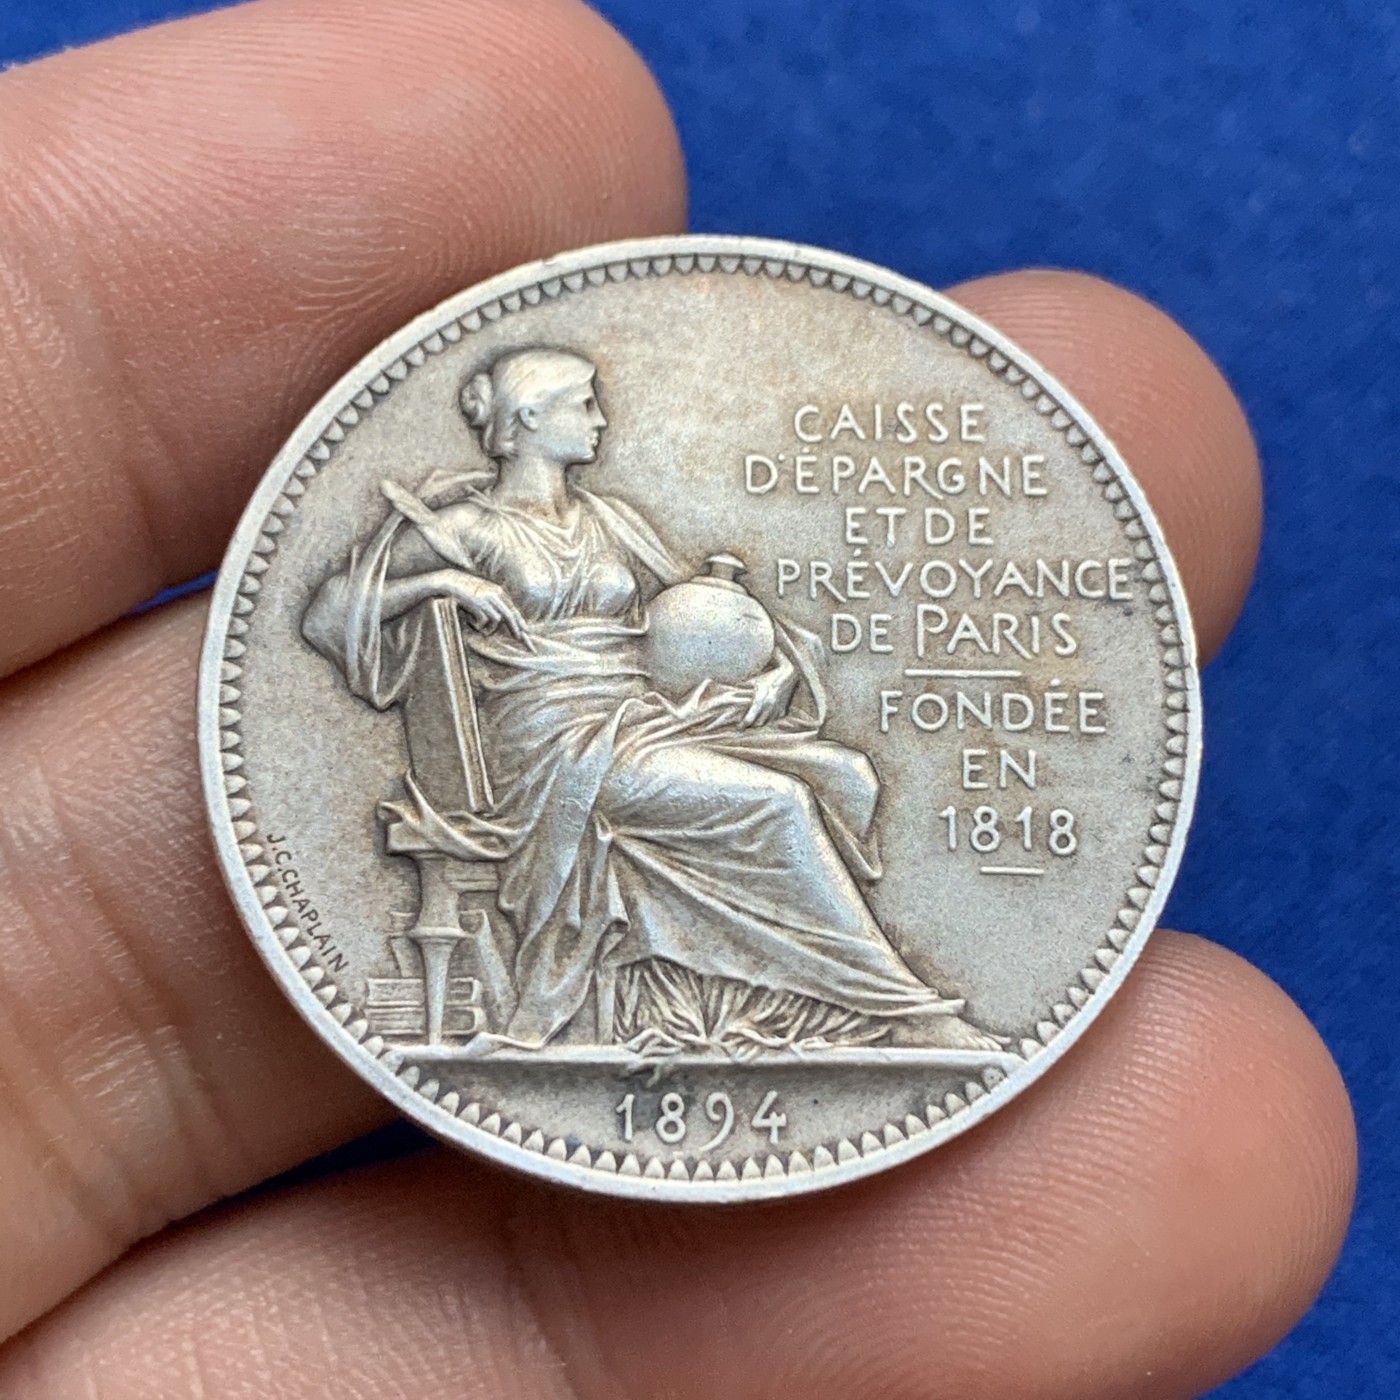 CAISSE
D'ÉPARGNE
ET DE
PRÉVOYANCE
DE PARIS
FONDÉE
EN
1818
J.C.CHAPLAIN
1894